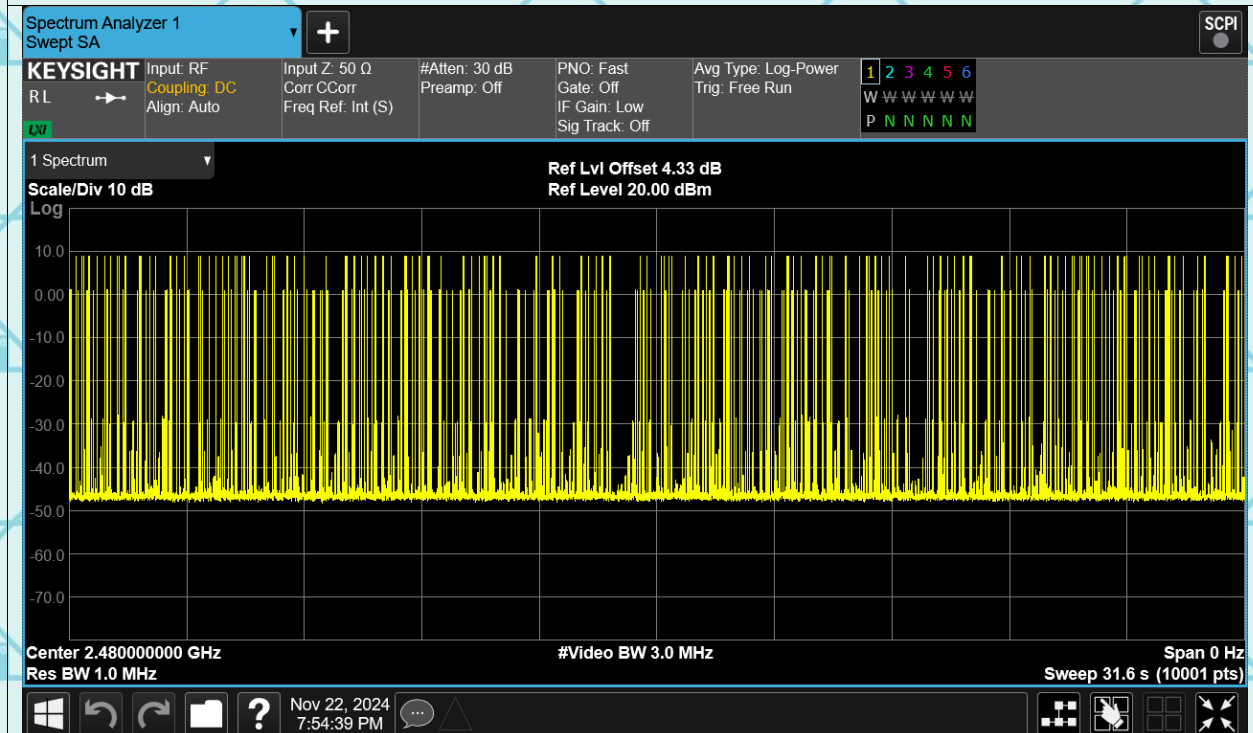 Spectrum Analyzer 1
Swept SA
+
SCPI
KEYSIGHT
RL
LXI
Input: RF
Coupling: DC
Align: Auto
Input Z: 50 Ω
Corr CCorr
Freq Ref: Int (S)
#Atten: 30 dB
Preamp: Off
PNO: Fast
Gate: Off
IF Gain: Low
Sig Track: Off
Avg Type: Log-Power
Trig: Free Run
1 2 3 4 5 6
W W W W W W
P N N N N N
1 Spectrum
Scale/Div 10 dB
Ref Lvl Offset 4.33 dB
Ref Level 20.00 dBm
Log
10.0
0.00
-10.0
-20.0
-30.0
-40.0
-50.0
-60.0
-70.0
Center 2.480000000 GHz
#Video BW 3.0 MHz
Span 0 Hz
Res BW 1.0 MHz
Sweep 31.6 s (10001 pts)
?
Nov 22, 2024
7:54:39 PM